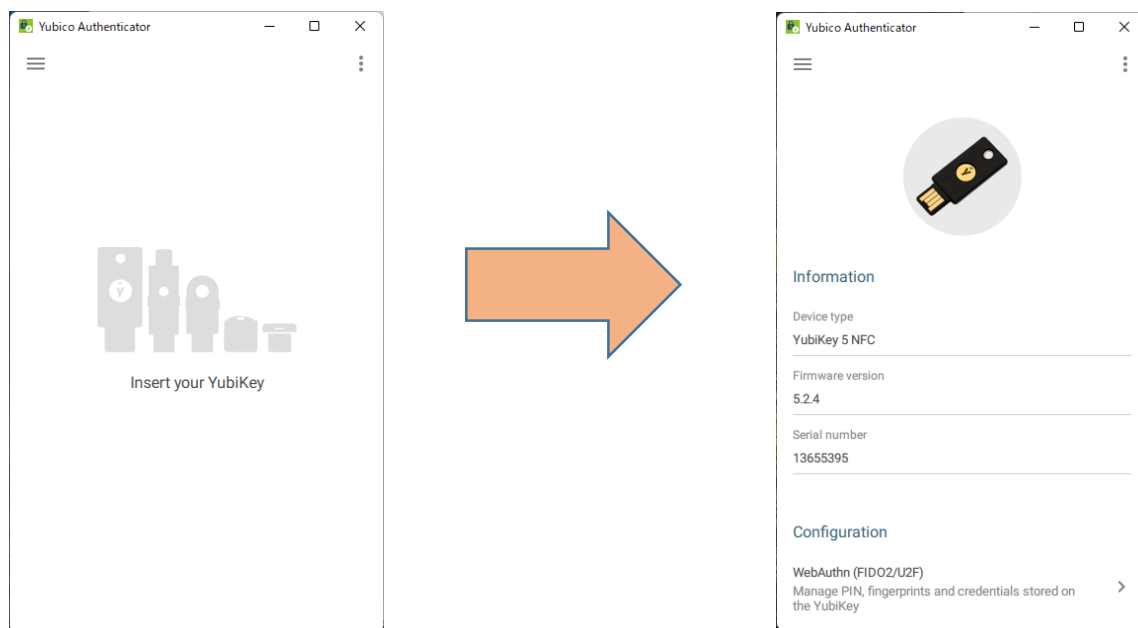 Yubico Authenticator
Insert your YubiKey
Yubico Authenticator
Information
Device type
YubiKey 5 NFC
Firmware version
5.2.4
Serial number
13655395
Configuration
WebAuthn (FIDO2/U2F)
Manage PIN, fingerprints and credentials stored on
the YubiKey